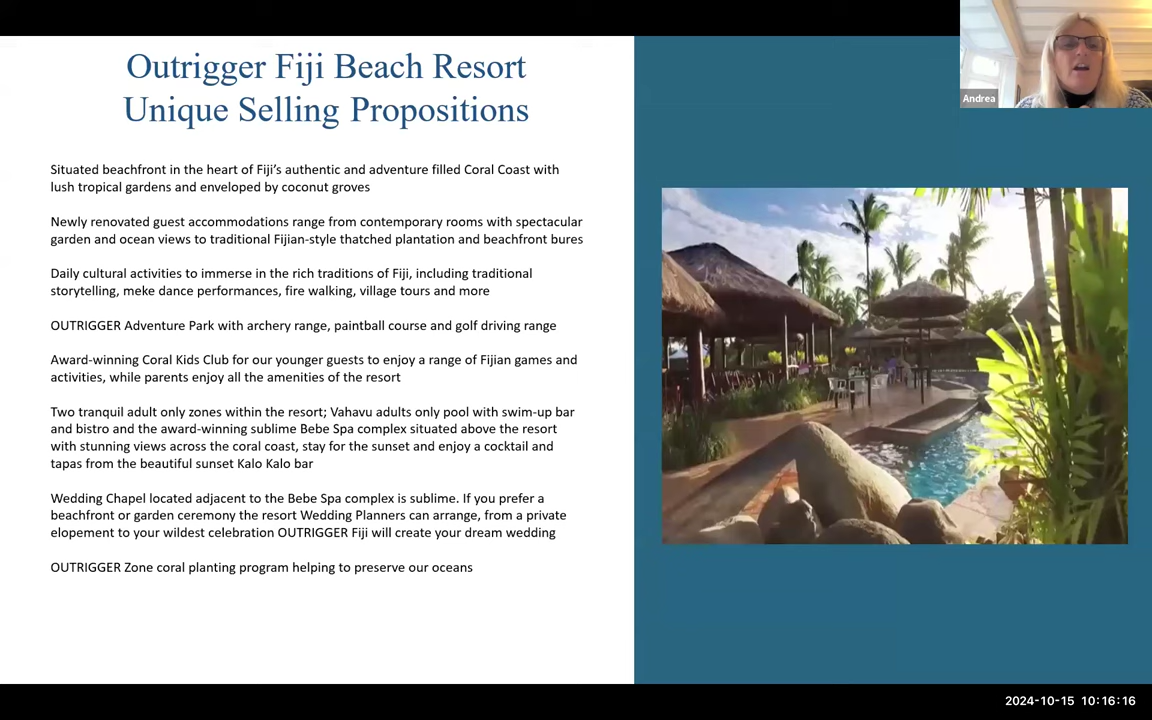 Outrigger Fiji Beach Resort
Unique Selling Propositions
Andrea
Situated beachfront in the heart of Fiji's authentic and adventure filled Coral Coast with
lush tropical gardens and enveloped by coconut groves
Newly renovated guest accommodations range from contemporary rooms with spectacular
garden and ocean views to traditional Fijian-style thatched plantation and beachfront bures
Daily cultural activities to immerse in the rich traditions of Fiji, including traditional
storytelling, meke dance performances, fire walking, village tours and more
OUTRIGGER Adventure Park with archery range, paintball course and golf driving range
Award-winning Coral Kids Club for our younger guests to enjoy a range of Fijian games and
activities, while parents enjoy all the amenities of the resort
Two tranquil adult only zones within the resort; Vahavu adults only pool with swim-up bar
and bistro and the award-winning sublime Bebe Spa complex situated above the resort
with stunning views across the coral coast, stay for the sunset and enjoy a cocktail and
tapas from the beautiful sunset Kalo Kalo bar
Wedding Chapel located adjacent to the Bebe Spa complex is sublime. If you prefer a
beachfront or garden ceremony the resort Wedding Planners can arrange, from a private
elopement to your wildest celebration OUTRIGGER Fiji will create your dream wedding
OUTRIGGER Zone coral planting program helping to preserve our oceans
2024-10-15 10:16:16